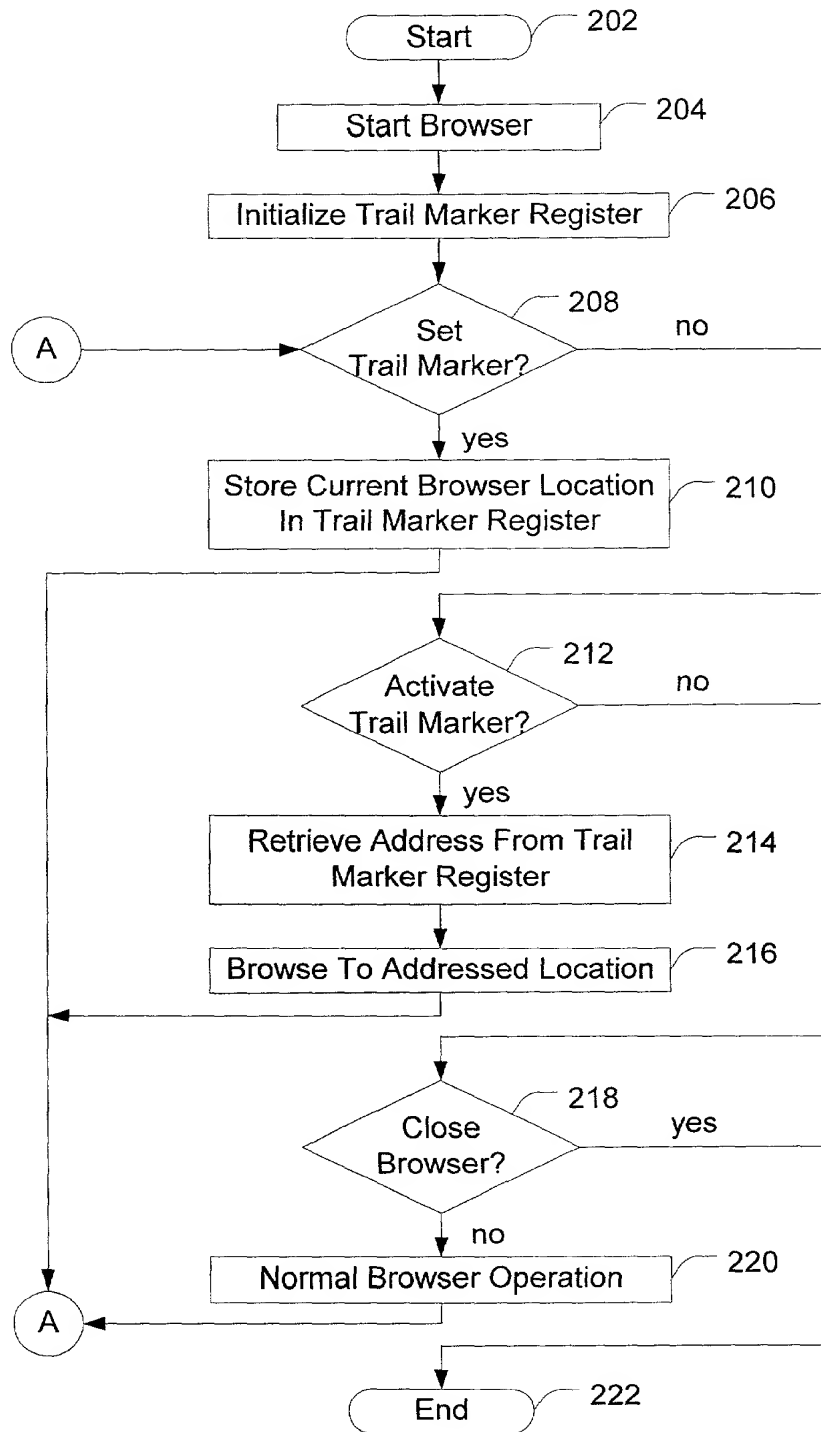 Start
202
Start Browser
204
Initialize Trail Marker Register
206
208
A
Set
Trail Marker?
no
yes
Store Current Browser Location
In Trail Marker Register
210
212
Activate
Trail Marker?
no
yes
Retrieve Address From Trail
Marker Register
214
Browse To Addressed Location
216
218
Close
Browser?
yes
no
Normal Browser Operation
220
A
End
222